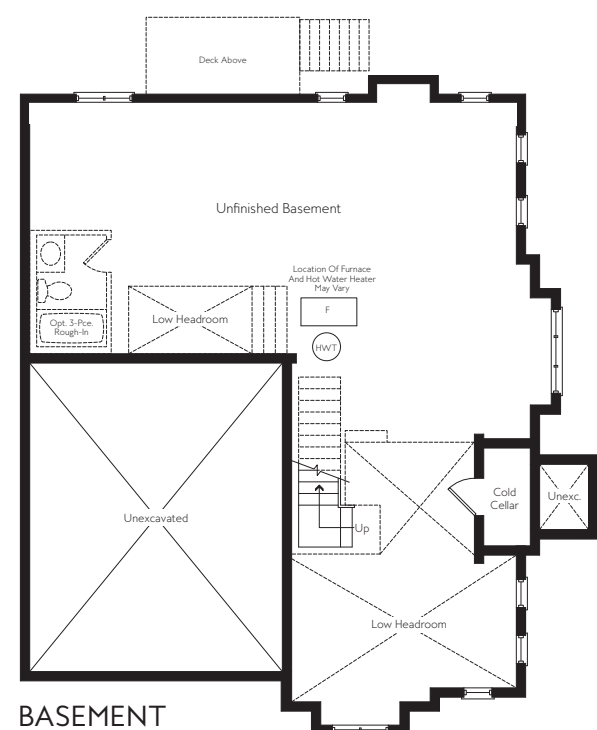 Deck Above
Unfinished Basement
Location Of Furnace
And Hot Water Heater
May Vary
F
Low Headroom
Opt. 3-Pce.
Rough-In
HWT
Cold
Cellar
Unexc.
Unexcavated
Up
Low Headroom
BASEMENT